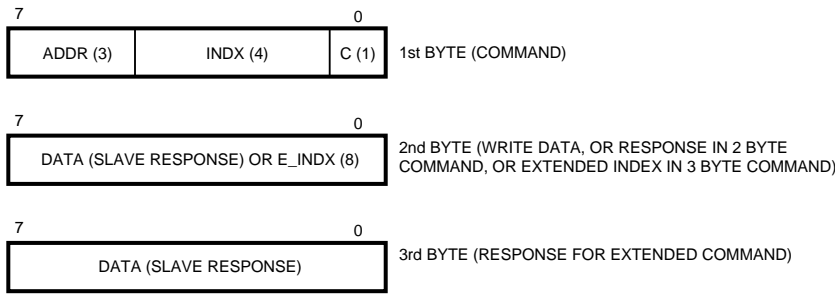 7 0
ADDR (3) INDX (4) C (1) 1st BYTE (COMMAND)
7 0
DATA (SLAVE RESPONSE) OR E_INDX (8)
2nd BYTE (WRITE DATA, OR RESPONSE IN 2 BYTE
COMMAND, OR EXTENDED INDEX IN 3 BYTE COMMAND)
7 0
DATA (SLAVE RESPONSE)
3rd BYTE (RESPONSE FOR EXTENDED COMMAND)